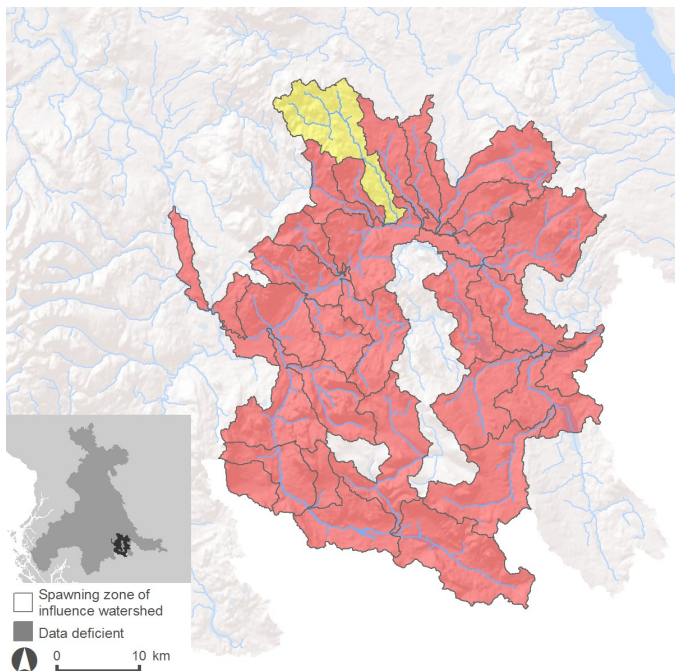 Spawning zone of
influence watershed
Data deficient
0 10 km